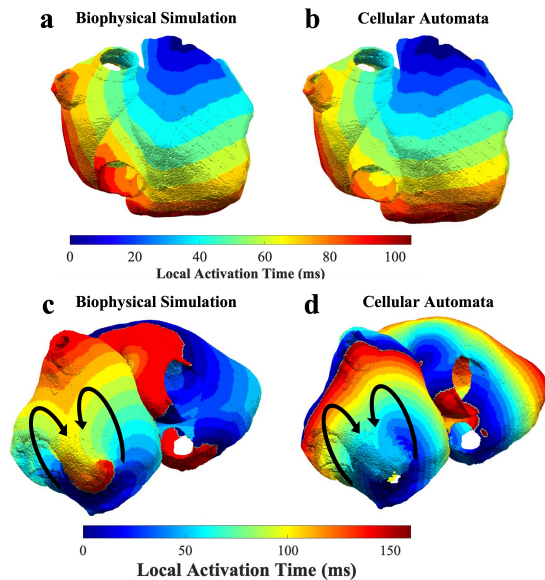 a Biophysical Simulation b Cellular Automata
0 20 40 60 80 100
Local Activation Time (ms)
c Biophysical Simulation d Cellular Automata
0 50 100 150
Local Activation Time (ms)